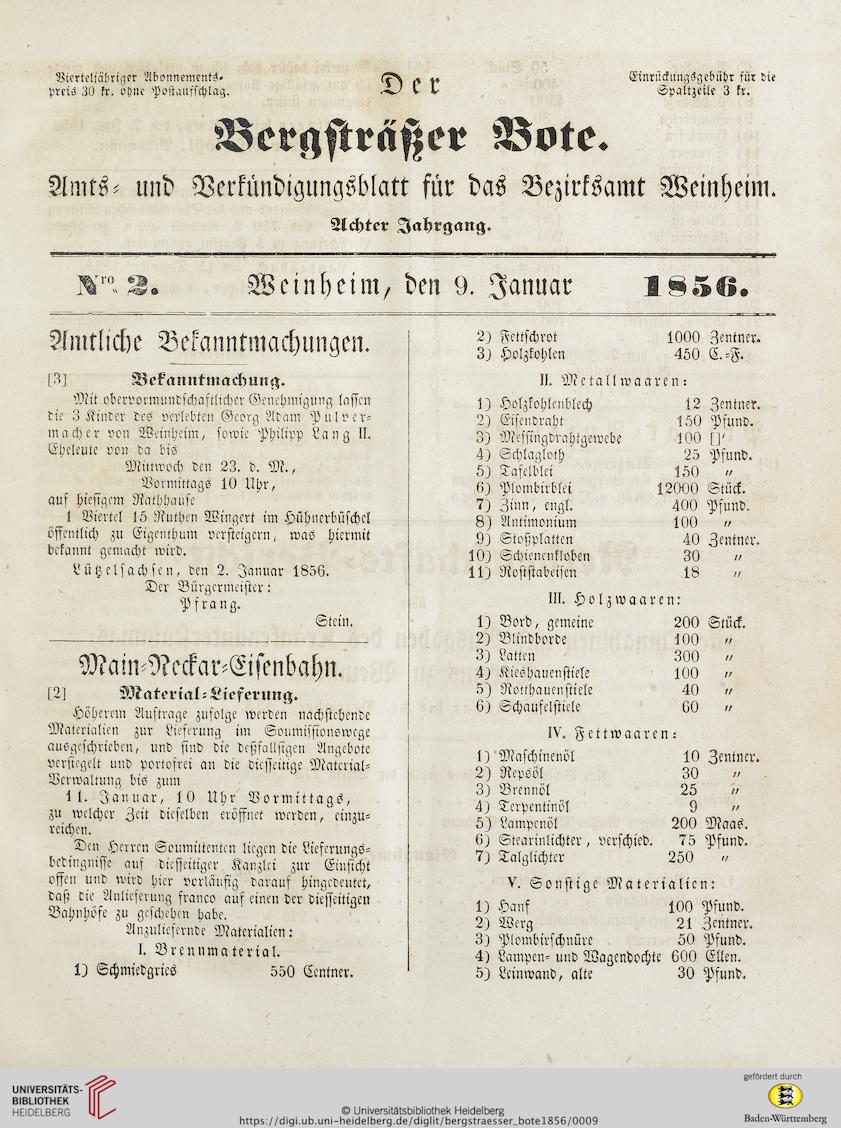 Vierteljähriger Abonnements-
preis 30 kr. ohne Postaufschlag.
Der
Einrückungsgebühr für die
Spaltzeile 3 kr.
Bergsträßer Bote.
Amts- und Verkündigungsblatt für das Bezirksamt Weinheim.
Achter Jahrgang.
Nro 2. Weinheim, den 9. Januar 1856.
Amtliche Bekanntmachungen.
[3] Bekanntmachung.
Mit obervormundschaftlicher Genehmigung lassen
die 3 Kinder des verlebten Georg Adam Pulver-
macher von Weinheim, sowie Philipp Lang II.
Eheleute von da bis
Mittwoch den 23. d. M.,
Vormittags 10 Uhr,
auf hiesigem Rathhause
1 Viertel 15 Ruthen Wingert im Hühnerbüschel
öffentlich zu Eigenthum versteigern, was hiermit
bekannt gemacht wird.
Lützelsachsen, den 2. Januar 1856.
Der Bürgermeister:
Pfrang.
Stein.
Main-Neckar-Eisenbahn.
[2] Material-Lieferung.
Höherem Auftrage zufolge werden nachstehende
Materialien zur Lieferung im Soumissionswege
ausgeschrieben, und sind die deßfallsigen Angebote
versiegelt und portofrei an die diesseitige Material-
Verwaltung bis zum
11. Januar, 10 Uhr Vormittags,
zu welcher Zeit dieselben eröffnet werden, einzu-
reichen.
Den Herren Soumittenten liegen die Lieferungs-
bedingnisse auf diesseitiger Kanzlei zur Einsicht
offen und wird hier vorläufig darauf hingedeutet,
daß die Anlieferung franco auf einen der diesseitigen
Bahnhöfe zu geschehen habe.
Anzuliefernde Materialien:
I. Brennmaterial.
1) Schmiedgries 550 Centner.
2) Fettschrot 1000 Zentner.
3) Holzkohlen 450 C.-F.
II. Metallwaaren:
1) Holzkohlenblech 12 Zentner.
2) Eisendraht 150 Pfund.
3) Messingdrahtgewebe 100 []'
4) Schlagloth 25 Pfund.
5) Tafelblei 150 "
6) Plombirblei 12000 Stück.
7) Zinn, engl. 400 Pfund.
8) Antimonium 100 "
9) Stoßplatten 40 Zentner.
10) Schienenkloben 30 "
11) Roststabeisen 18 "
III. Holzwaaren:
1) Bord, gemeine 200 Stück.
2) Blindborde 100 "
3) Latten 300 "
4) Kieshauenstiele 100 "
5) Rotthauenstiele 40 "
6) Schaufelstiele 60 "
IV. Fettwaaren:
1) Maschinenöl 10 Zentner.
2) Repsöl 30 "
3) Brennöl 25 "
4) Terpentinöl 9 "
5) Lampenöl 200 Maas.
6) Stearinlichter, verschied. 75 Pfund.
7) Talglichter 250 "
V. Sonstige Materialien:
1) Hanf 100 Pfund.
2) Werg 21 Zentner.
3) Plombirschnüre 50 Pfund.
4) Lampen- und Wagendochte 600 Ellen.
5) Leinwand, alte 30 Pfund.
UNIVERSITÄTS-
BIBLIOTHEK
HEIDELBERG
© Universitätsbibliothek Heidelberg
https://digi.ub.uni-heidelberg.de/diglit/bergstraesser_bote1856/0009
gefördert durch
Baden-Württemberg